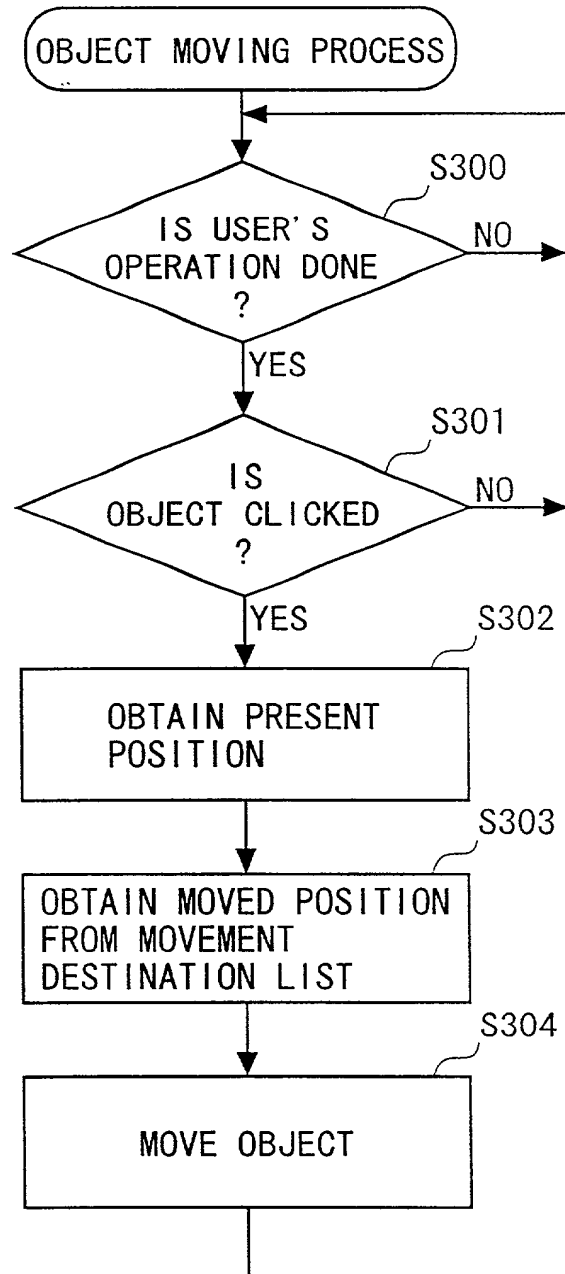 OBJECT MOVING PROCESS
S300
IS USER'S
OPERATION DONE
?
NO
YES
S301
IS
OBJECT CLICKED
?
NO
YES
S302
OBTAIN PRESENT
POSITION
S303
OBTAIN MOVED POSITION
FROM MOVEMENT
DESTINATION LIST
S304
MOVE OBJECT